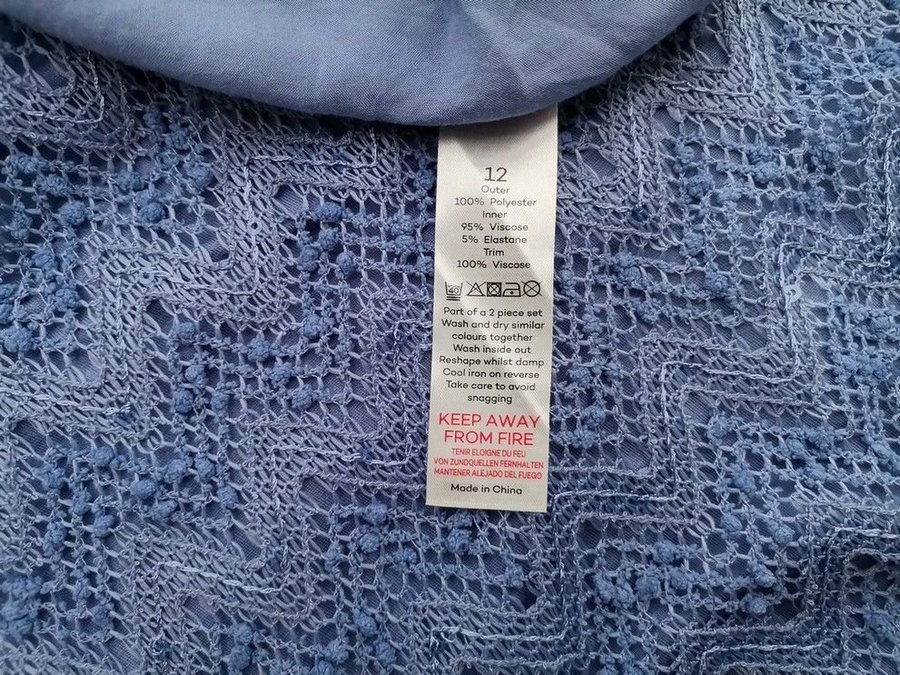 12
Outer
100% Polyester
Inner
95% Viscose
5% Elastane
Trim
100% Viscose
40
Part of a 2 piece set
Wash and dry similar
colours together
Wash inside out
Reshape whilst damp
Cool iron on reverse
Take care to avoid
snagging
KEEP AWAY
FROM FIRE
TENIR ELOIGNE DU FEU
VON ZUNDQUELLEN FERNHALTEN
MANTENER ALEJADO DEL FUEGO
Made in China